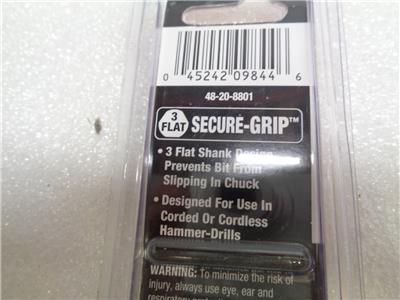 0 45242 09844 6
48-20-8801
3 FLAT SECURE-GRIP™
• 3 Flat Shank Design
Prevents Bit From
Slipping In Chuck
• Designed For Use In
Corded Or Cordless
Hammer-Drills
WARNING: To minimize the risk of
injury, always use eye, ear and
respiratory